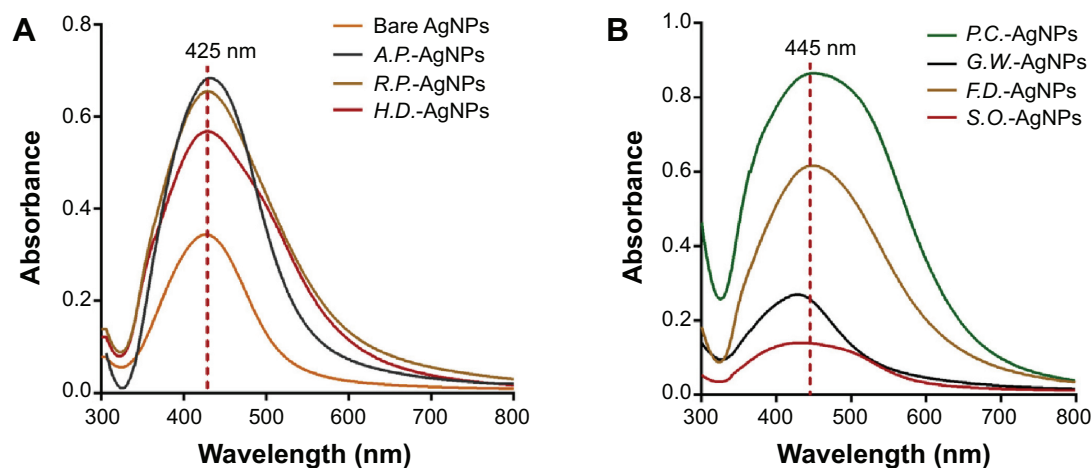 A
425 nm
Bare AgNPs
A.P.-AgNPs
R.P.-AgNPs
H.D.-AgNPs
Absorbance
0.8
0.6
0.4
0.2
0.0
300 400 500 600 700 800
Wavelength (nm)
B
445 nm
P.C.-AgNPs
G.W.-AgNPs
F.D.-AgNPs
S.O.-AgNPs
Absorbance
1.0
0.8
0.6
0.4
0.2
0.0
300 400 500 600 700 800
Wavelength (nm)